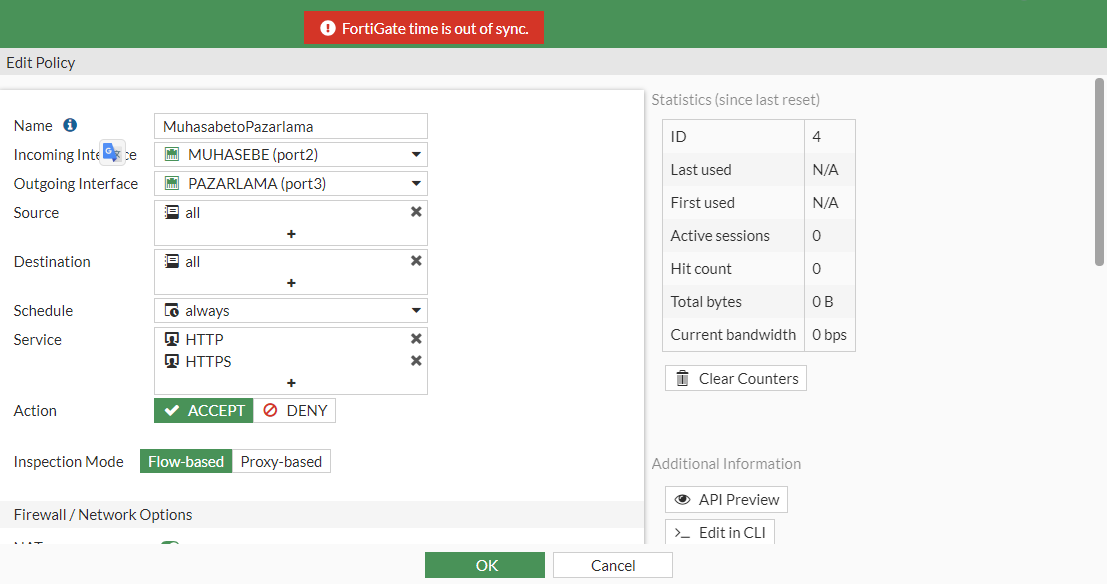 FortiGate time is out of sync.
Edit Policy
Name
MuhasabetoPazarlama
Incoming Inte ce
MUHASEBE (port2)
Outgoing Interface
PAZARLAMA (port3)
Source
all
+
Destination
all
+
Schedule
always
Service
HTTP
HTTPS
+
Action
ACCEPT
DENY
Inspection Mode
Flow-based
Proxy-based
Firewall / Network Options
Statistics (since last reset)
ID 4
Last used N/A
First used N/A
Active sessions 0
Hit count 0
Total bytes 0 B
Current bandwidth 0 bps
Clear Counters
Additional Information
API Preview
>_ Edit in CLI
OK
Cancel